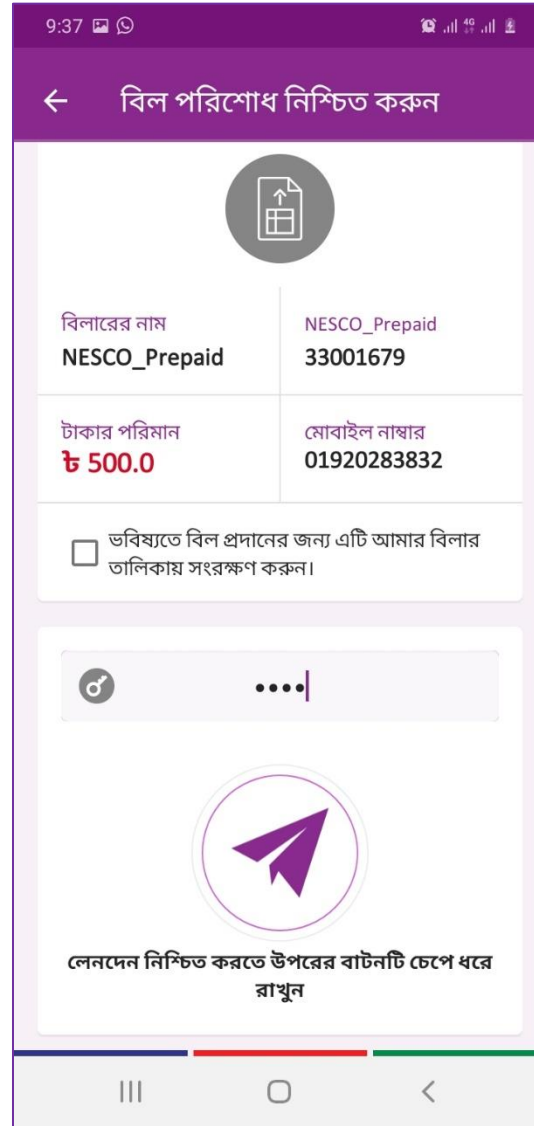 9:37
4G
বিল পরিশোধ নিশ্চিত করুন
বিলারের নাম
NESCO_Prepaid
NESCO_Prepaid
33001679
টাকার পরিমান
৳ 500.0
মোবাইল নাম্বার
01920283832
ভবিষ্যতে বিল প্রদানের জন্য এটি আমার বিলার
তালিকায় সংরক্ষণ করুন।
••••
লেনদেন নিশ্চিত করতে উপরের বাটনটি চেপে ধরে
রাখুন